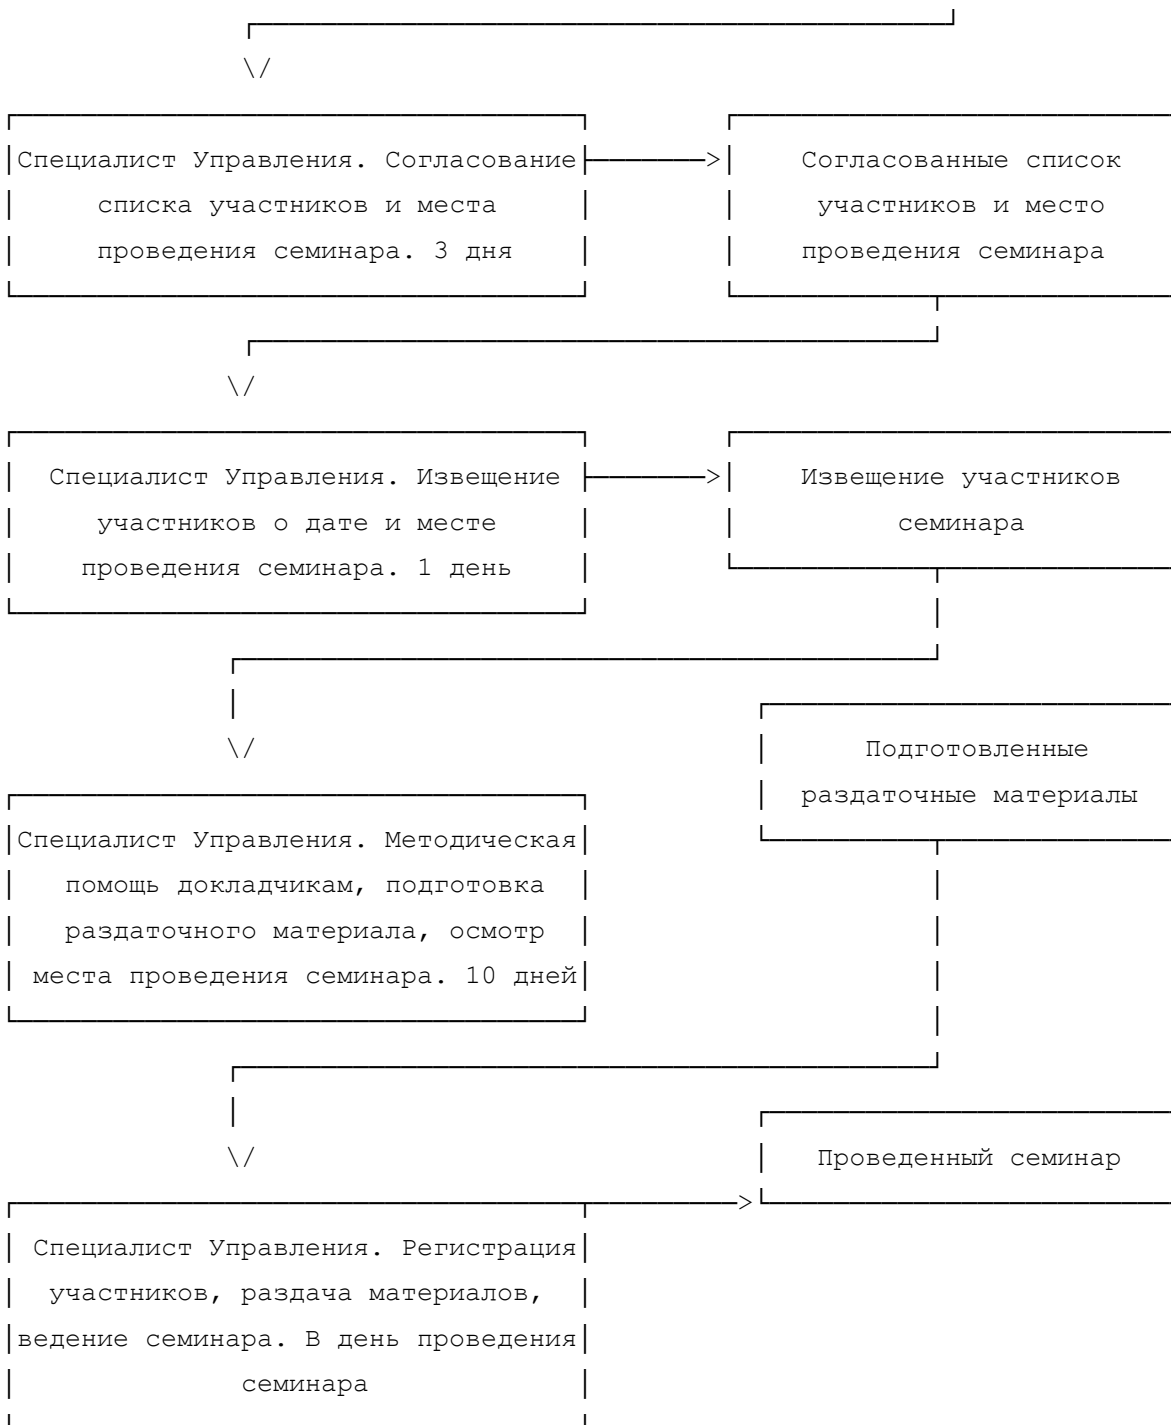 Специалист Управления. Согласование
списка участников и места
проведения семинара. 3 дня
Согласованные список
участников и место
проведения семинара
Специалист Управления. Извещение
участников о дате и месте
проведения семинара. 1 день
Извещение участников
семинара
Подготовленные
раздаточные материалы
Специалист Управления. Методическая
помощь докладчикам, подготовка
раздаточного материала, осмотр
места проведения семинара. 10 дней
Проведенный семинар
Специалист Управления. Регистрация
участников, раздача материалов,
ведение семинара. В день проведения
семинара